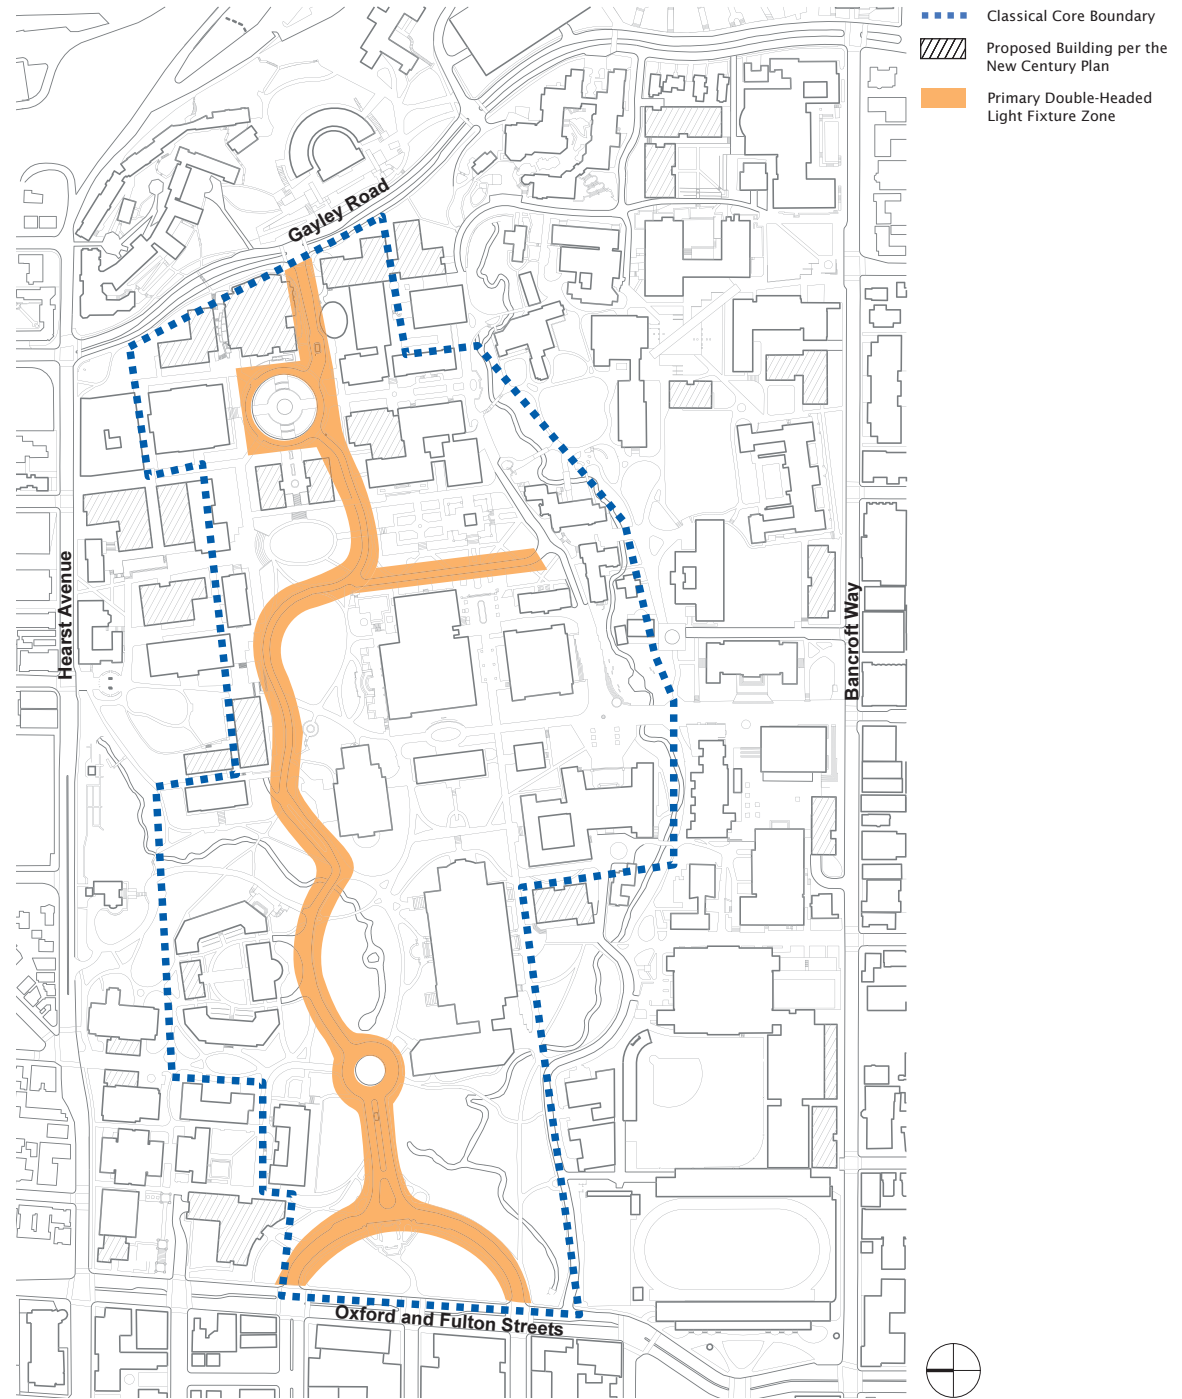 Classical Core Boundary
Proposed Building per the
New Century Plan
Primary Double-Headed
Light Fixture Zone
Gayley Road
Hearst Avenue
Bancroft Way
Oxford and Fulton Streets